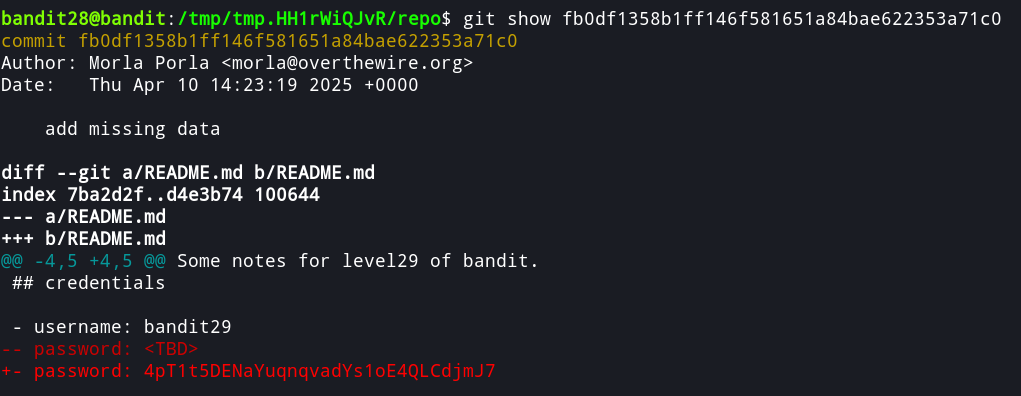 bandit28@bandit:/tmp/tmp.HH1rWiQJvR/repo$ git show fb0df1358b1ff146f581651a84bae622353a71c0
commit fb0df1358b1ff146f581651a84bae622353a71c0
Author: Morla Porla <morla@overthewire.org>
Date:   Thu Apr 10 14:23:19 2025 +0000
    add missing data
diff --git a/README.md b/README.md
index 7ba2d2f..d4e3b74 100644
--- a/README.md
+++ b/README.md
@@ -4,5 +4,5 @@ Some notes for level29 of bandit.
 ## credentials
 - username: bandit29
-- password: <TBD>
+- password: 4pT1t5DENaYuqnqvadYs1oE4QLCdjmJ7